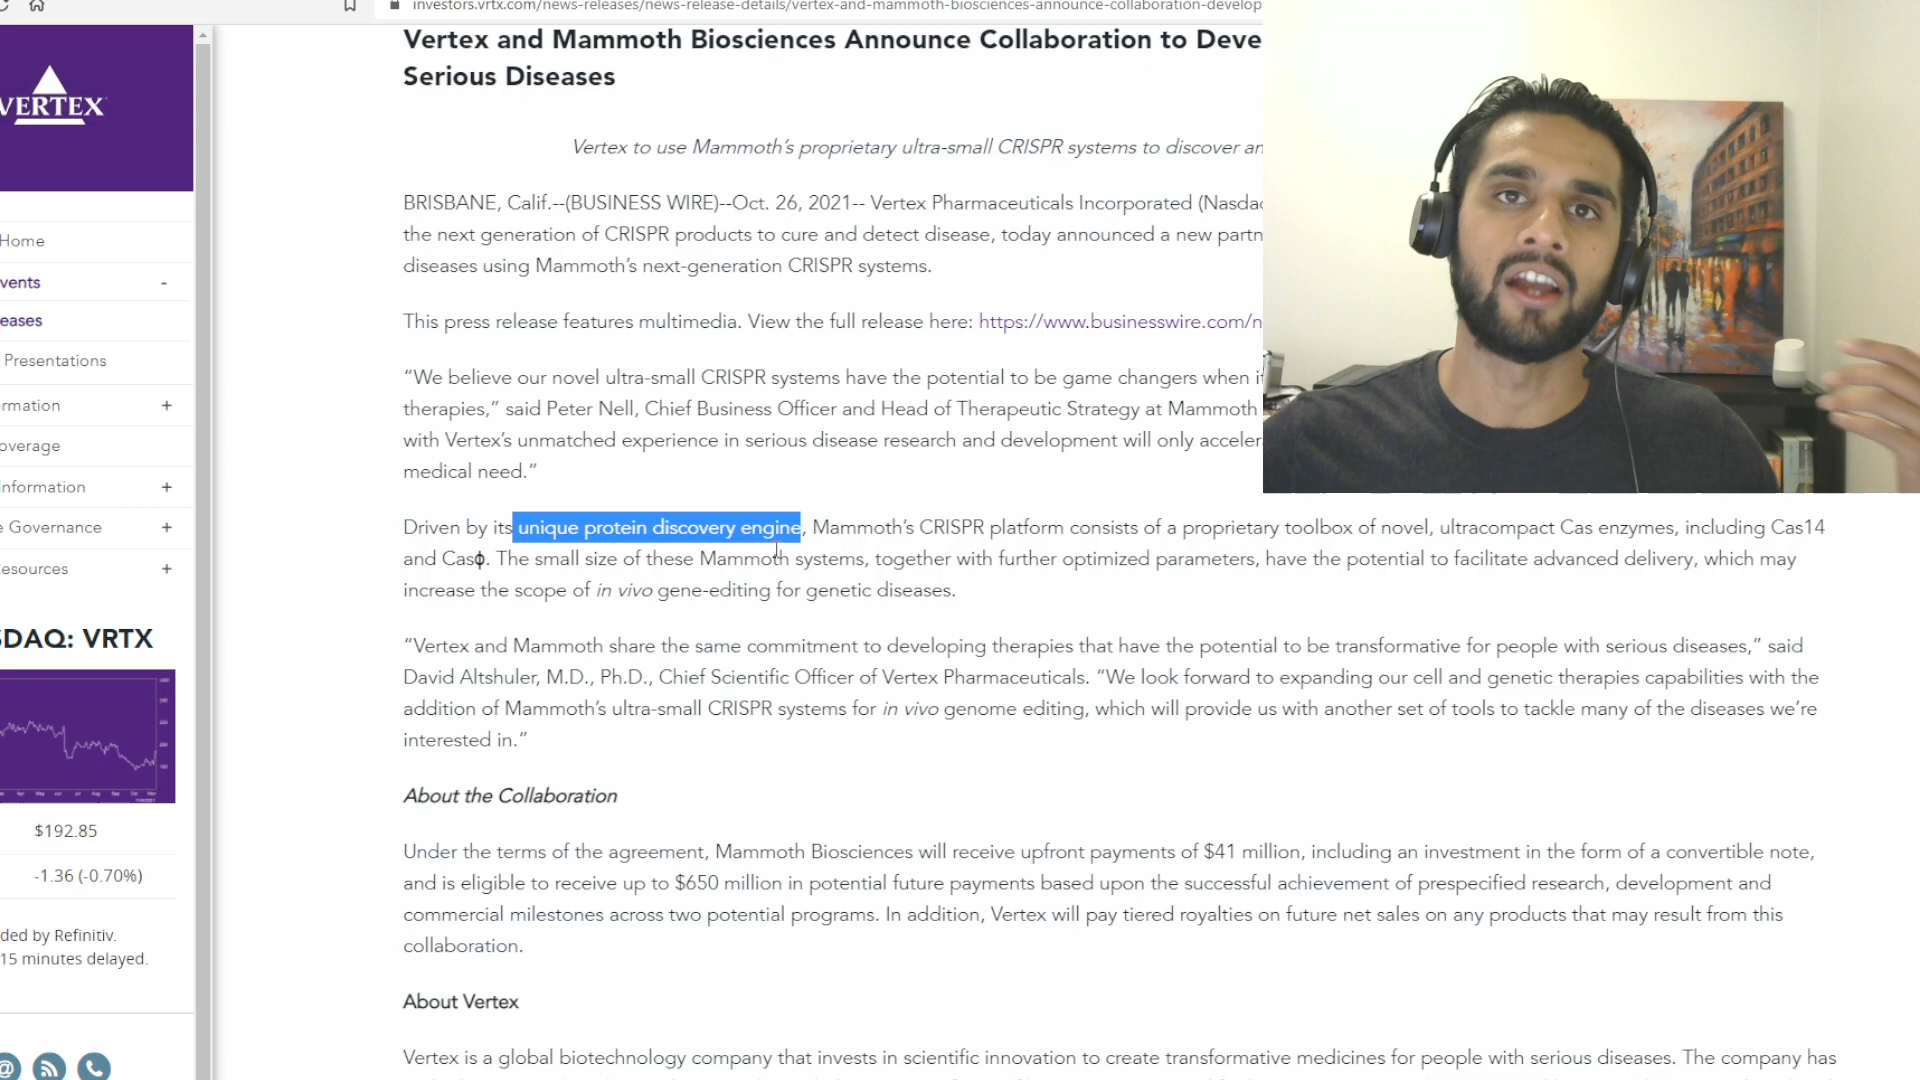 investors.vrtx.com/news-releases/news-release-details/vertex-and-mammoth-biosciences-announce-collaboration-develop
VERTEX
Home
vents -
eases
Presentations
rmation +
overage
nformation +
e Governance +
esources +
SDAQ: VRTX
$192.85
-1.36 (-0.70%)
ded by Refinitiv.
15 minutes delayed.
Vertex and Mammoth Biosciences Announce Collaboration to Deve
Serious Diseases
Vertex to use Mammoth’s proprietary ultra-small CRISPR systems to discover an
BRISBANE, Calif.--(BUSINESS WIRE)--Oct. 26, 2021-- Vertex Pharmaceuticals Incorporated (Nasda
the next generation of CRISPR products to cure and detect disease, today announced a new partn
diseases using Mammoth’s next-generation CRISPR systems.
This press release features multimedia. View the full release here: https://www.businesswire.com/n
“We believe our novel ultra-small CRISPR systems have the potential to be game changers when i
therapies,” said Peter Nell, Chief Business Officer and Head of Therapeutic Strategy at Mammoth
with Vertex’s unmatched experience in serious disease research and development will only acceler
medical need.”
Driven by its unique protein discovery engine, Mammoth’s CRISPR platform consists of a proprietary toolbox of novel, ultracompact Cas enzymes, including Cas14
and Casϕ. The small size of these Mammoth systems, together with further optimized parameters, have the potential to facilitate advanced delivery, which may
increase the scope of in vivo gene-editing for genetic diseases.
“Vertex and Mammoth share the same commitment to developing therapies that have the potential to be transformative for people with serious diseases,” said
David Altshuler, M.D., Ph.D., Chief Scientific Officer of Vertex Pharmaceuticals. “We look forward to expanding our cell and genetic therapies capabilities with the
addition of Mammoth’s ultra-small CRISPR systems for in vivo genome editing, which will provide us with another set of tools to tackle many of the diseases we’re
interested in.”
About the Collaboration
Under the terms of the agreement, Mammoth Biosciences will receive upfront payments of $41 million, including an investment in the form of a convertible note,
and is eligible to receive up to $650 million in potential future payments based upon the successful achievement of prespecified research, development and
commercial milestones across two potential programs. In addition, Vertex will pay tiered royalties on future net sales on any products that may result from this
collaboration.
About Vertex
Vertex is a global biotechnology company that invests in scientific innovation to create transformative medicines for people with serious diseases. The company has